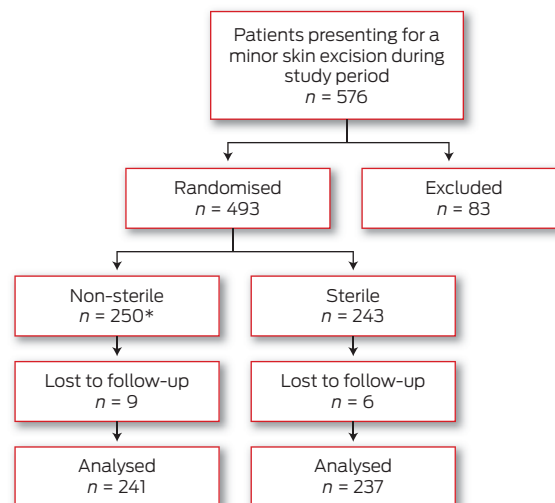 Patients presenting for a
minor skin excision during
study period
n = 576
Randomised
n = 493
Excluded
n = 83
Non-sterile
n = 250*
Sterile
n = 243
Lost to follow-up
n = 9
Lost to follow-up
n = 6
Analysed
n = 241
Analysed
n = 237